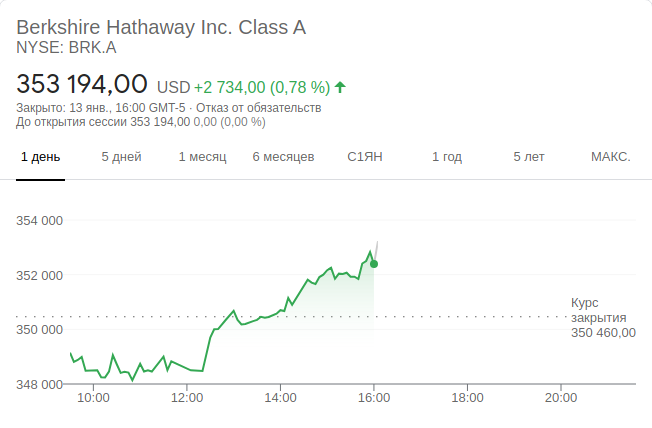 Berkshire Hathaway Inc. Class A
NYSE: BRK.A
353 194,00 USD +2 734,00 (0,78 %)
Закрыто: 13 янв., 16:00 GMT-5 · Отказ от обязательств
До открытия сессии 353 194,00 0,00 (0,00 %)
1 день 5 дней 1 месяц 6 месяцев С1ЯН 1 год 5 лет МАКС.
354 000
352 000
Курс
закрытия
350 460,00
350 000
348 000
10:00 12:00 14:00 16:00 18:00 20:00